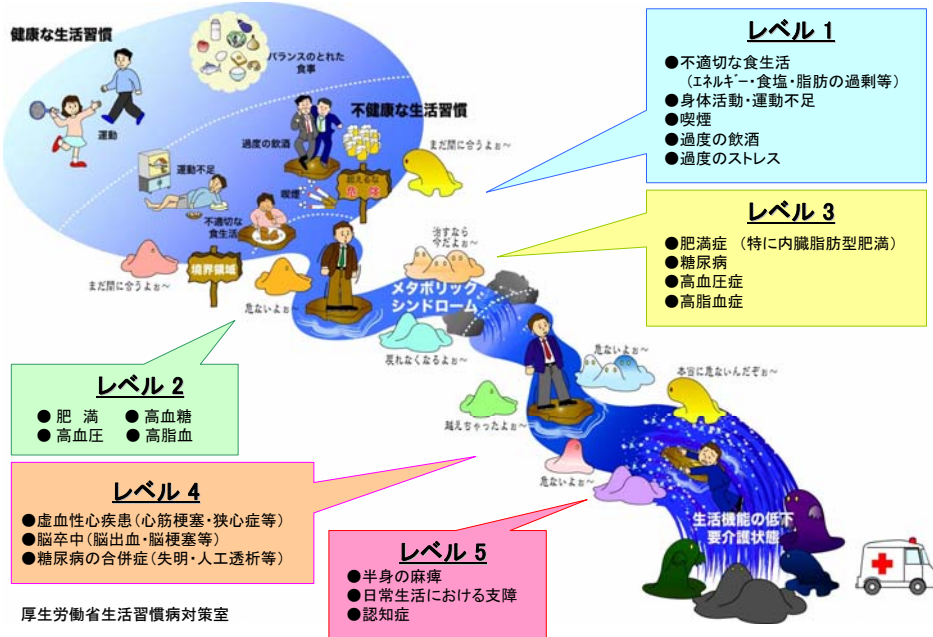 健康な生活習慣
バランスのとれた
食事
運動
不健康な生活習慣
過度の飲酒
まだ間に合うよぉ～
運動不足
喫煙
危険
不適切な
食生活
境界領域
まだ間に合うよぉ～
危ないよぉ～
治すなら
今だよぉ～
メタボリック
シンドローム
戻れなくなるよぉ～
危ないよぉ～
本当に危ないんだぞぉ～
越えちゃったよぉ～
危ないよぉ～
生活機能の低下
要介護状態
レベル 1
●不適切な食生活
（エネルギー・食塩・脂肪の過剰等）
●身体活動・運動不足
●喫煙
●過度の飲酒
●過度のストレス
レベル 3
●肥満症 （特に内臓脂肪型肥満）
●糖尿病
●高血圧症
●高脂血症
レベル 2
● 肥 満 ● 高血糖
● 高血圧 ● 高脂血
レベル 4
●虚血性心疾患（心筋梗塞・狭心症等）
●脳卒中（脳出血・脳梗塞等）
●糖尿病の合併症（失明・人工透析等）
レベル 5
●半身の麻痺
●日常生活における支障
●認知症
厚生労働省生活習慣病対策室